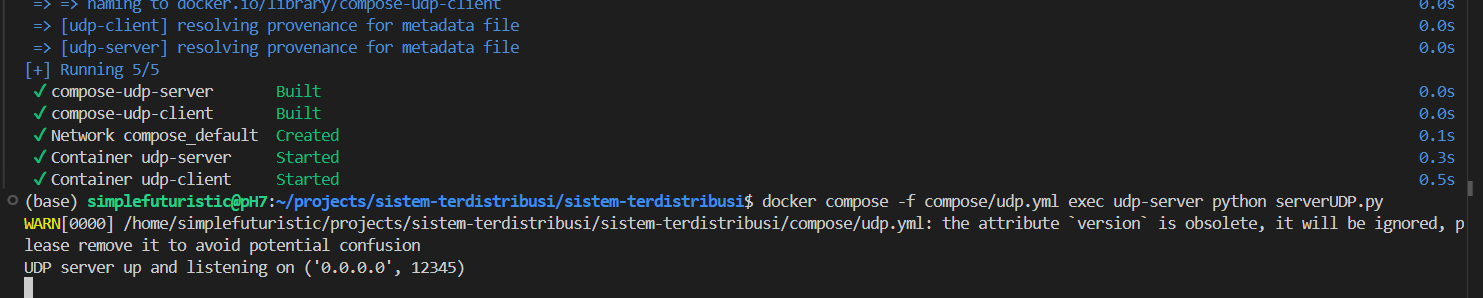 => => naming to docker.io/library/compose-udp-client 0.0s
=> [udp-client] resolving provenance for metadata file 0.0s
=> [udp-server] resolving provenance for metadata file 0.0s
[+] Running 5/5
✓ compose-udp-server Built 0.0s
✓ compose-udp-client Built 0.0s
✓ Network compose_default Created 0.1s
✓ Container udp-server Started 0.3s
✓ Container udp-client Started 0.5s
(base) simplefuturistic@pH7:~/projects/sistem-terdistribusi/sistem-terdistribusi$ docker compose -f compose/udp.yml exec udp-server python serverUDP.py
WARN[0000] /home/simplefuturistic/projects/sistem-terdistribusi/sistem-terdistribusi/compose/udp.yml: the attribute `version` is obsolete, it will be ignored, p
lease remove it to avoid potential confusion
UDP server up and listening on ('0.0.0.0', 12345)